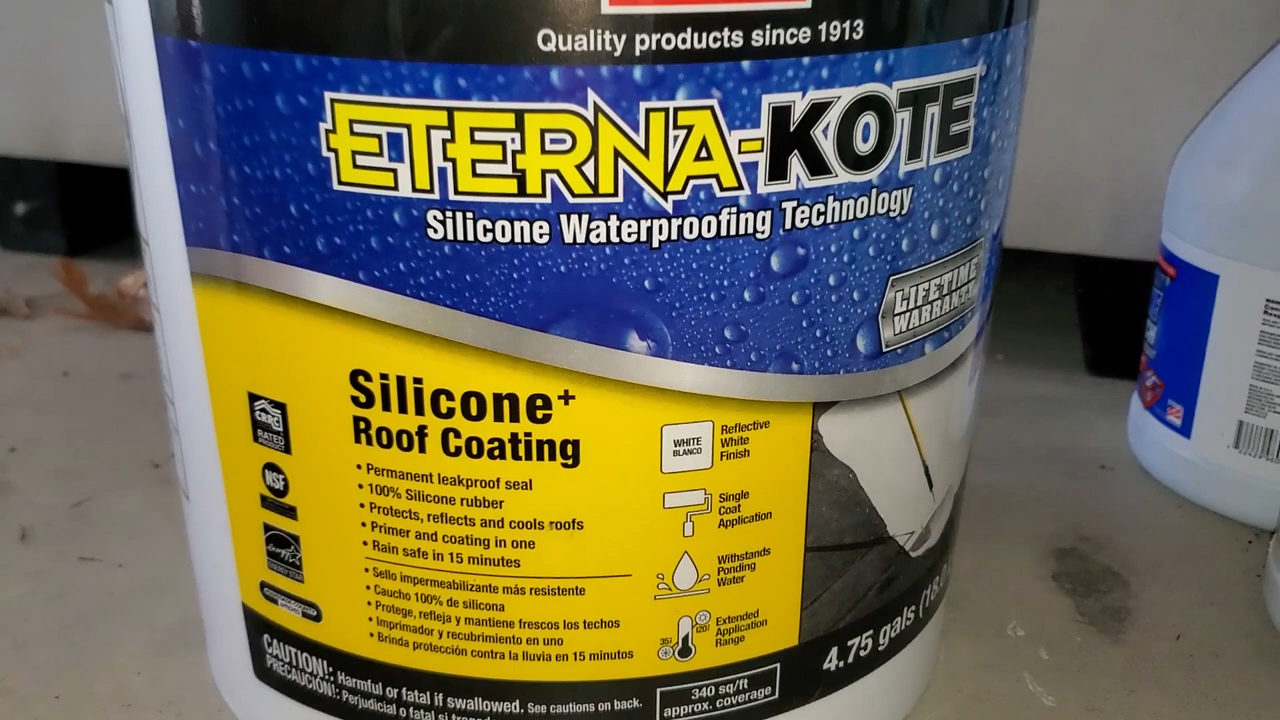 Quality products since 1913
ETERNA-KOTE
Silicone Waterproofing Technology
LIFETIME
WARRANTY
Silicone+
Roof Coating
• Permanent leakproof seal
• 100% Silicone rubber
• Protects, reflects and cools roofs
• Primer and coating in one
• Rain safe in 15 minutes
• Sello impermeabilizante más resistente
• Caucho 100% de silicona
• Protege, refleja y mantiene frescos los techos
• Imprimador y recubrimiento en uno
• Brinda protección contra la lluvia en 15 minutos
CRRC
RATED
PRODUCT
NSF
ENERGY STAR
WHITE
BLANCO
Reflective
White
Finish
Single
Coat
Application
Withstands
Ponding
Water
35°
120°
Extended
Application
Range
CAUTION!: Harmful or fatal if swallowed. See cautions on back.
PRECAUCIÓN!: Perjudicial o fatal si
340 sq/ft
approx. coverage
4.75 gals